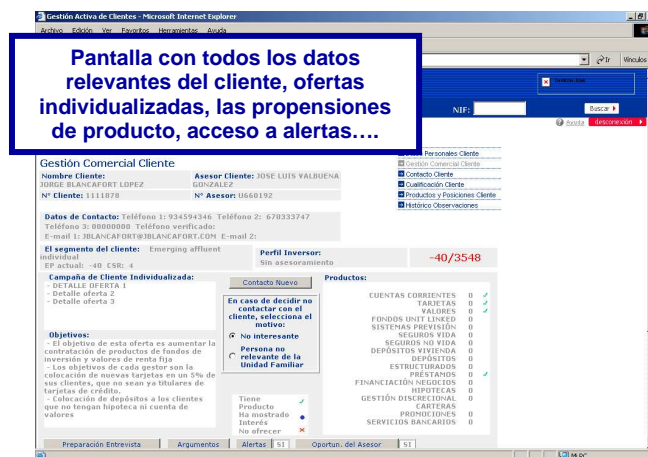 Gestión Activa de Clientes - Microsoft Internet Explorer
Archivo Edición Ver Favoritos Herramientas Ayuda
Pantalla con todos los datos
relevantes del cliente, ofertas
individualizadas, las propensiones
de producto, acceso a alertas….
Ir Vínculos
NIF: Buscar
Ayuda desconexión
Personales Cliente
Gestión Comercial Cliente
Contacto Cliente
Cualificación Cliente
Productos y Posiciones Cliente
Histórico Observaciones
Gestión Comercial Cliente
Nombre Cliente: Asesor Cliente: JOSE LUIS VALBUENA
JORGE BLANCAFORT LOPEZ GONZALEZ
Nº Cliente: 1111878 Nº Asesor: U660192
Datos de Contacto: Teléfono 1: 934594346 Teléfono 2: 670333747
Teléfono 3: 00000000 Teléfono verificado:
E-mail 1: JBLANCAFORT@JBLANCAFORT.COM E-mail 2:
El segmento del cliente: Emerging affluent
individual
EP actual: -40 CSR: 4
Perfil Inversor:
Sin asesoramiento
-40/3548
Campaña de Cliente Individualizada:
- DETALLE OFERTA 1
- Detalle oferta 2
- Detalle oferta 3
Objetivos:
- El objetivo de esta oferta es aumentar la
contratación de productos de fondos de
inversión y valores de renta fija
- Los objetivos de cada gestor son la
colocación de nuevas tarjetas en un 5% de
sus clientes, que no sean ya titulares de
tarjetas de crédito.
- Colocación de depósitos a los clientes
que no tengan hipoteca ni cuenta de
valores
Contacto Nuevo
En caso de decidir no
contactar con el
cliente, selecciona el
motivo:
No interesante
Persona no
relevante de la
Unidad Familiar
Tiene
Producto
Ha mostrado
Interés
No ofrecer
Productos:
CUENTAS CORRIENTES 0
TARJETAS 0
VALORES 0
FONDOS UNIT LINKED 0
SISTEMAS PREVISIÓN 0
SEGUROS VIDA 0
SEGUROS NO VIDA 0
DEPÓSITOS VIVIENDA 0
DEPÓSITOS 0
ESTRUCTURADOS 0
PRÉSTAMOS 0
FINANCIACIÓN NEGOCIOS 0
HIPOTECAS 0
GESTIÓN DISCRECIONAL 0
CARTERAS
PROMOCIONES 0
SERVICIOS BANCARIOS 0
Preparación Entrevista Argumentos Alertas SI Oportun. del Asesor SI
Mi PC